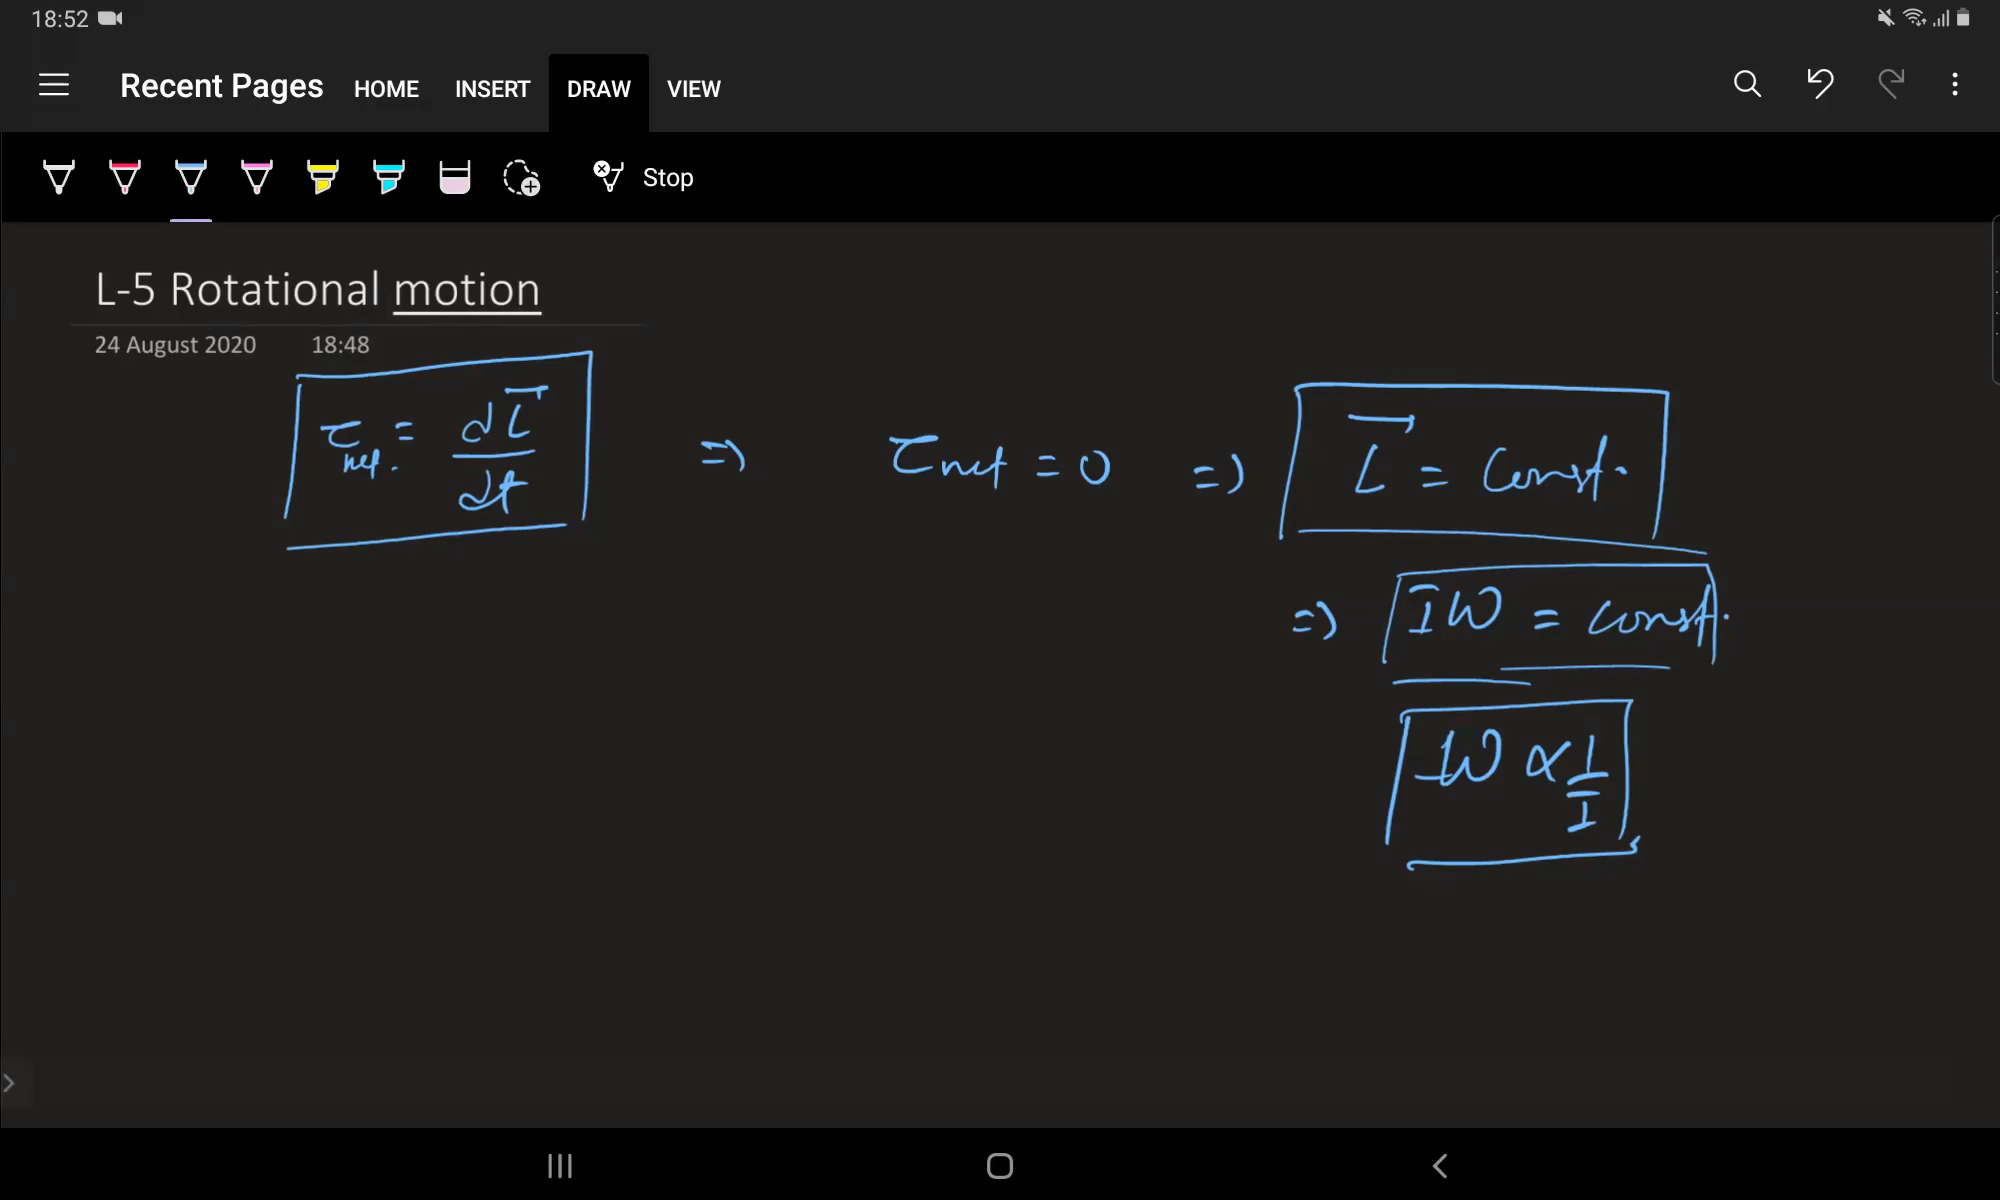 18:52
Recent Pages HOME INSERT DRAW VIEW
Stop
L-5 Rotational motion
24 August 2020 18:48
τnet. = dL⃗/dt ⇒ τnet = 0 ⇒ L⃗ = Const.
⇒ Iω = const.
ω ∝ 1/I